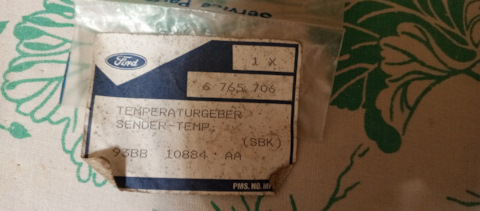 Ford
1 X
6 765 706
TEMPERATURGEBER
SENDER-TEMP.
(SBK)
93BB 10884 AA
PMS. NO.